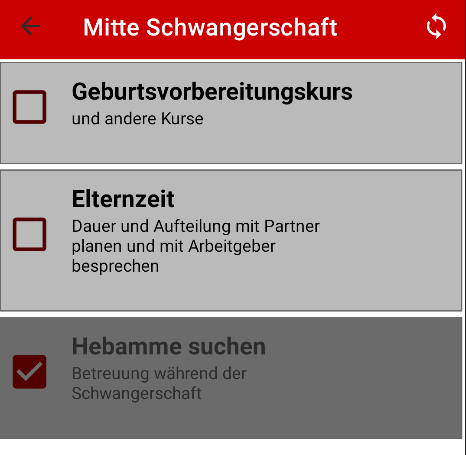 Mitte Schwangerschaft
Geburtsvorbereitungskurs
und andere Kurse
Elternzeit
Dauer und Aufteilung mit Partner
planen und mit Arbeitgeber
besprechen
Hebamme suchen
Betreuung während der
Schwangerschaft